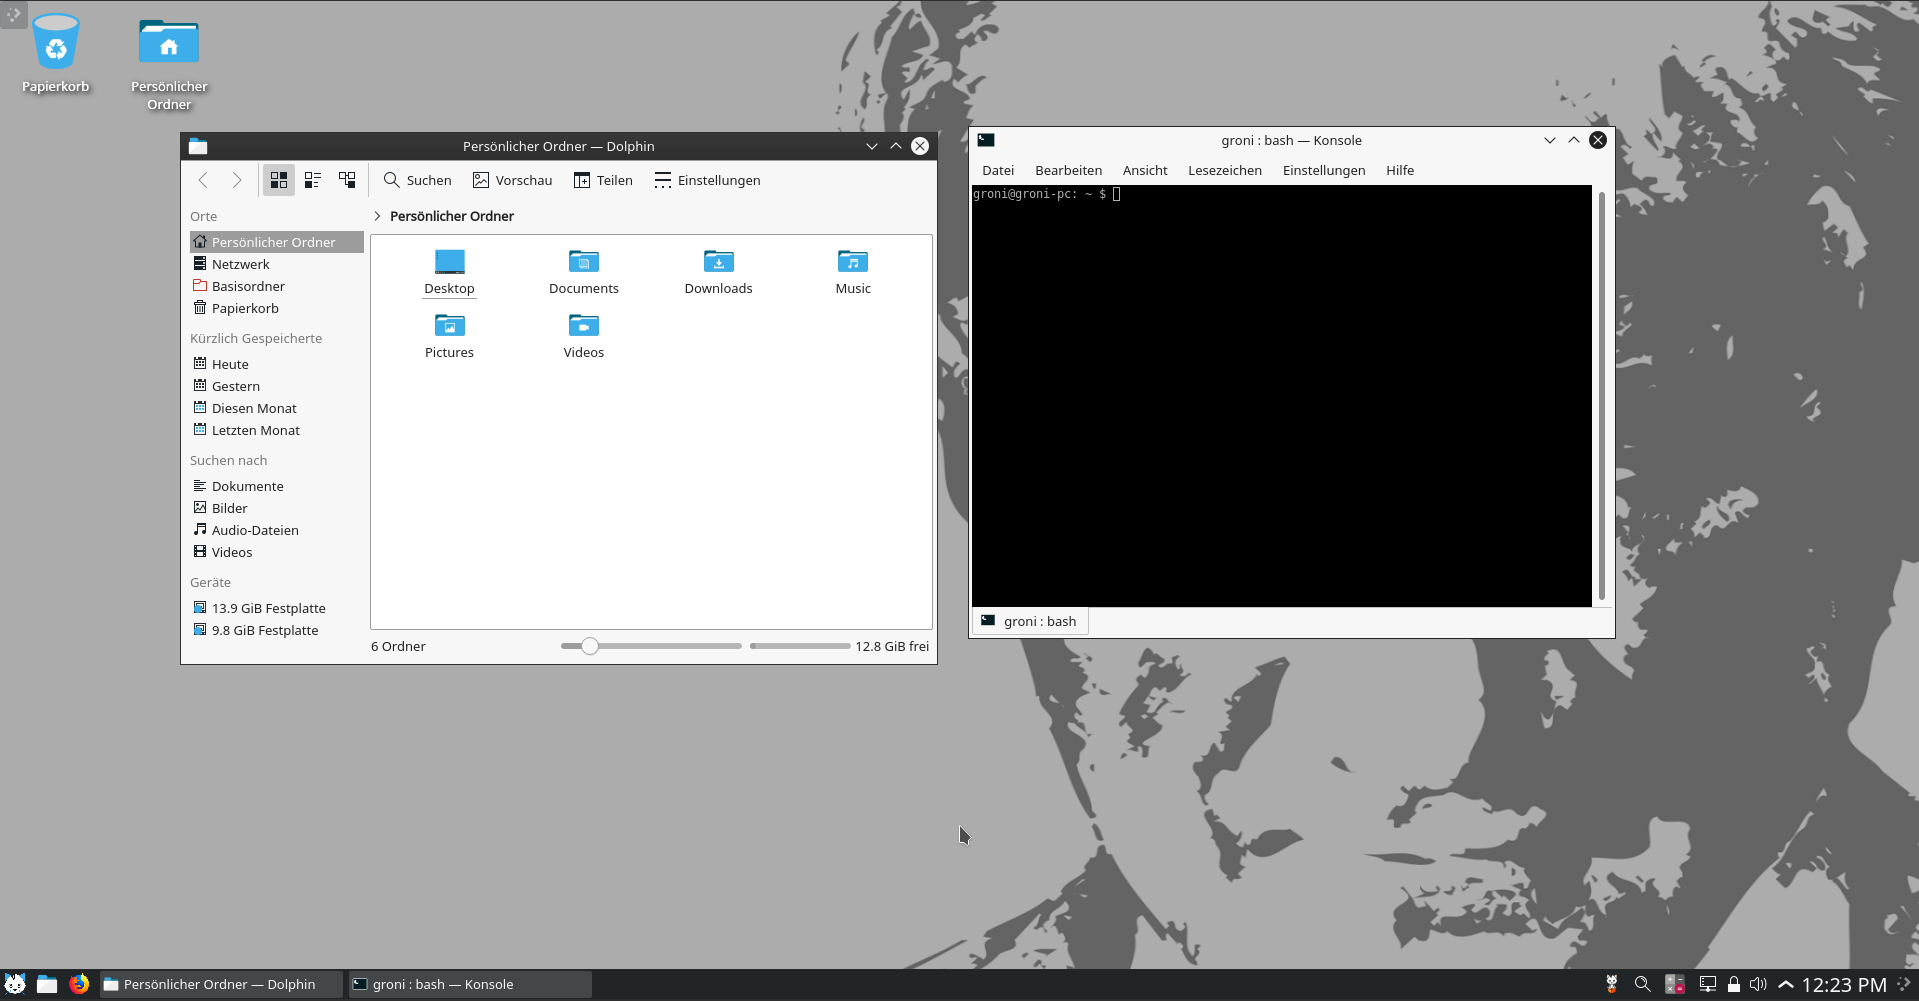 Papierkorb
Persönlicher
Ordner
Persönlicher Ordner — Dolphin
Suchen
Vorschau
Teilen
Einstellungen
Orte
Persönlicher Ordner
Netzwerk
Basisordner
Papierkorb
Kürzlich Gespeicherte
Heute
Gestern
Diesen Monat
Letzten Monat
Suchen nach
Dokumente
Bilder
Audio-Dateien
Videos
Geräte
13.9 GiB Festplatte
9.8 GiB Festplatte
Persönlicher Ordner
Desktop
Documents
Downloads
Music
Pictures
Videos
6 Ordner
12.8 GiB frei
groni : bash — Konsole
Datei
Bearbeiten
Ansicht
Lesezeichen
Einstellungen
Hilfe
groni@groni-pc: ~ $
groni : bash
Persönlicher Ordner — Dolphin
groni : bash — Konsole
12:23 PM